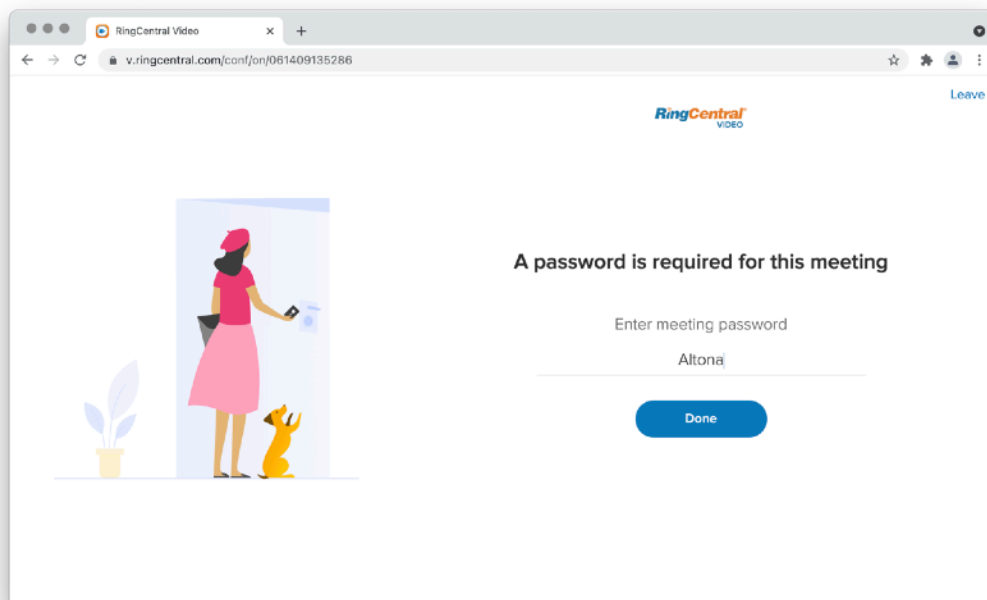 RingCentral Video
v.ringcentral.com/conf/on/061409135286
Leave
RingCentral
VIDEO
A password is required for this meeting
Enter meeting password
Altona
Done